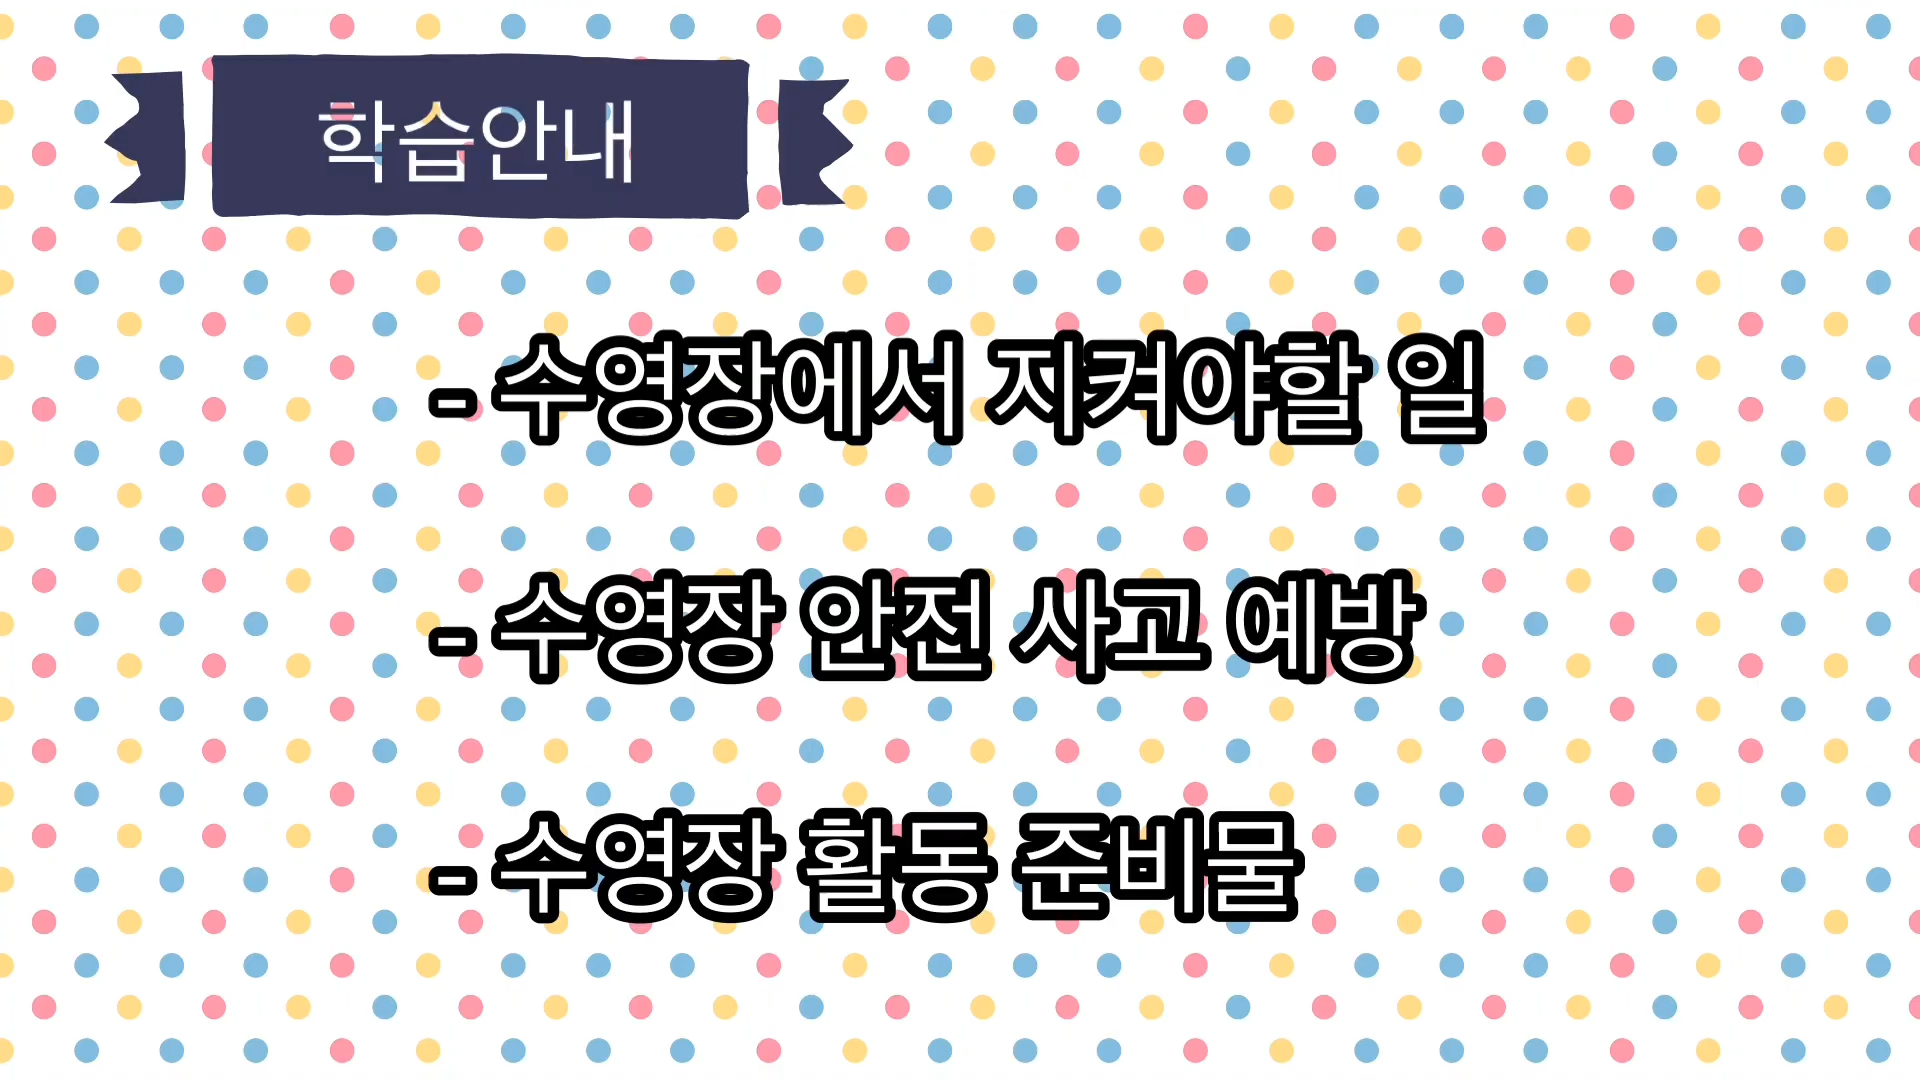 학습안내
- 수영장에서 지켜야할 일
- 수영장 안전 사고 예방
- 수영장 활동 준비물